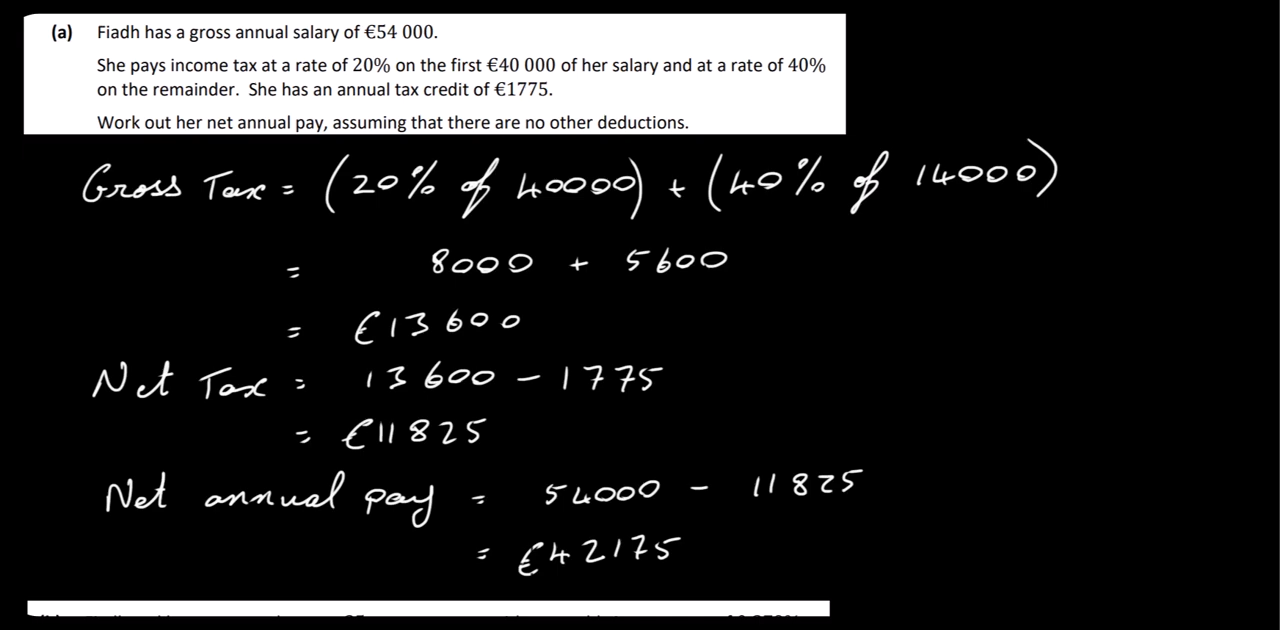 (a) Fiadh has a gross annual salary of €54 000.
She pays income tax at a rate of 20% on the first €40 000 of her salary and at a rate of 40%
on the remainder. She has an annual tax credit of €1775.
Work out her net annual pay, assuming that there are no other deductions.
Gross Tax = (20% of 40000) + (40% of 14000)
= 8000 + 5600
= €13600
Net Tax = 13600 - 1775
= €11825
Net annual pay = 54000 - 11825
= €42175